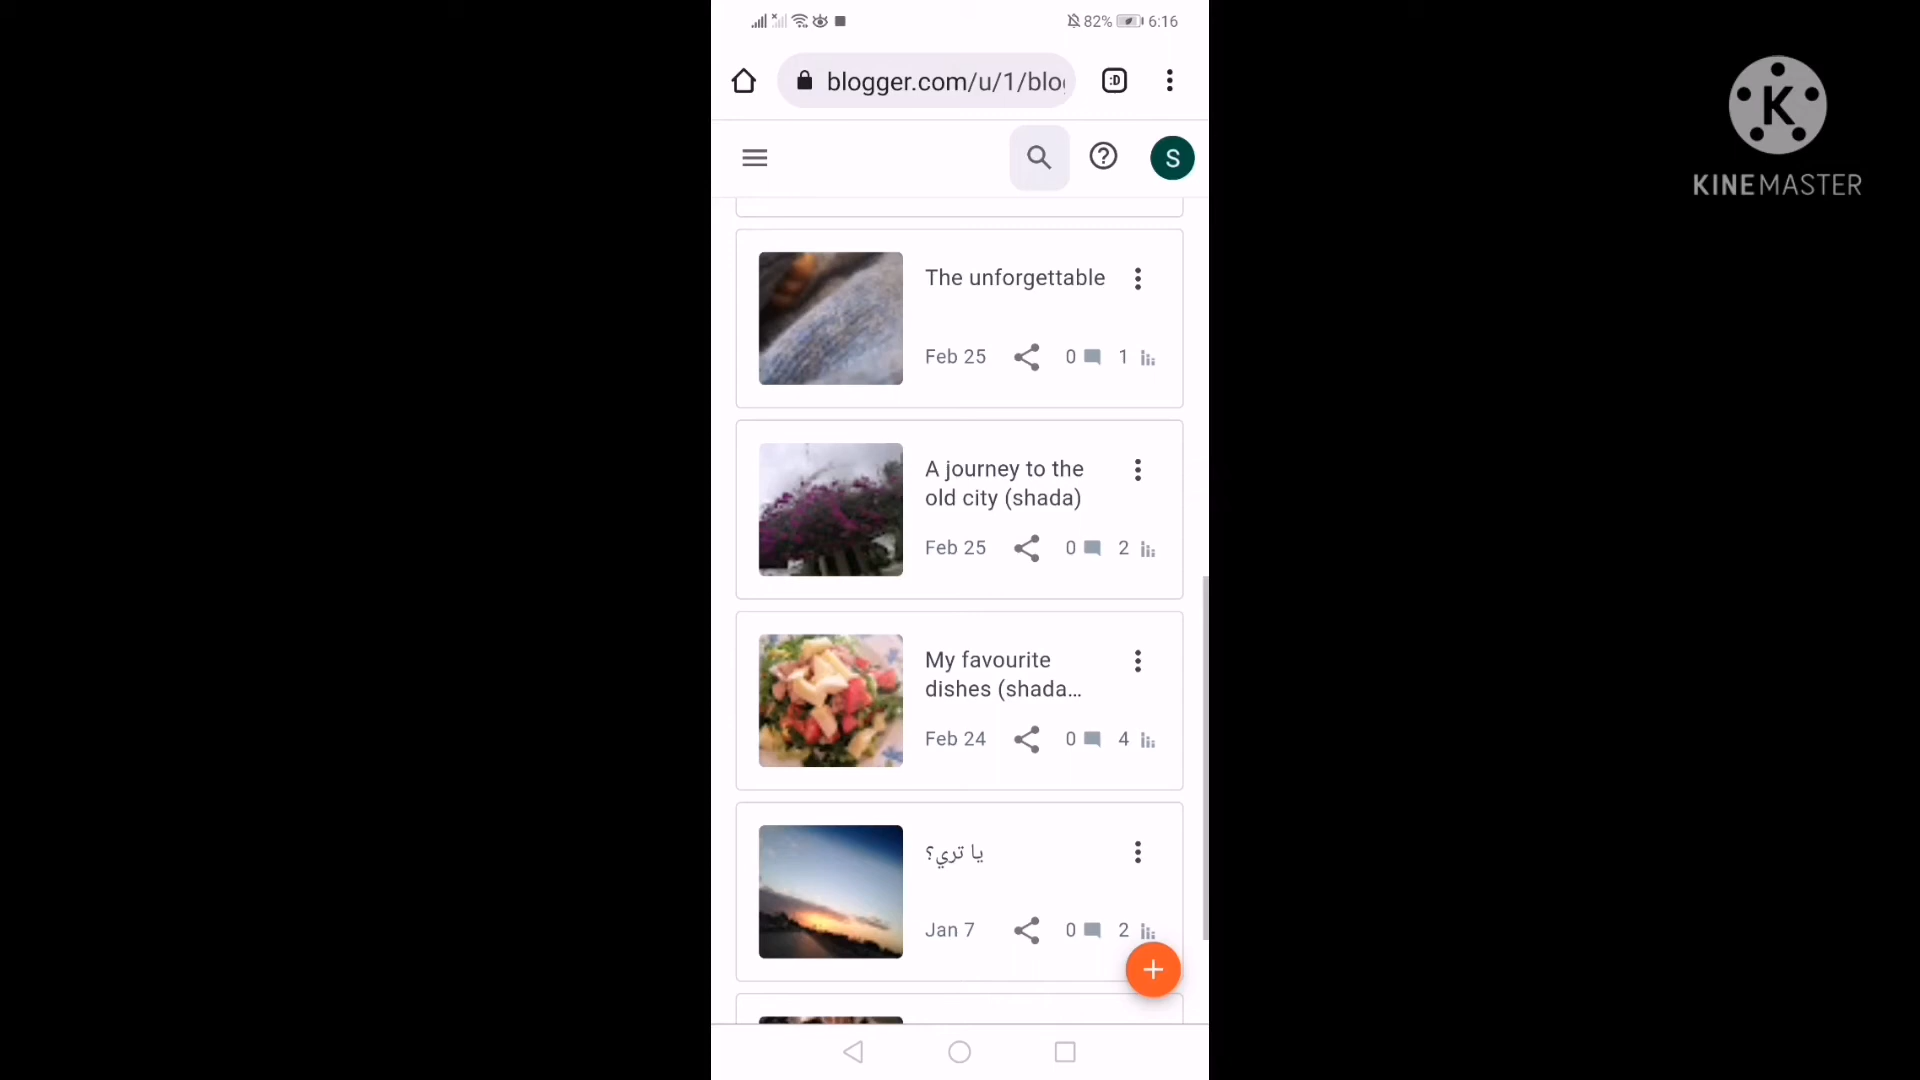 82% 6:16
blogger.com/u/1/blo
:D
S
K
KINEMASTER
The unforgettable
Feb 25 0 1
A journey to the
old city (shada)
Feb 25 0 2
My favourite
dishes (shada...
Feb 24 0 4
يا تري؟
Jan 7 0 2